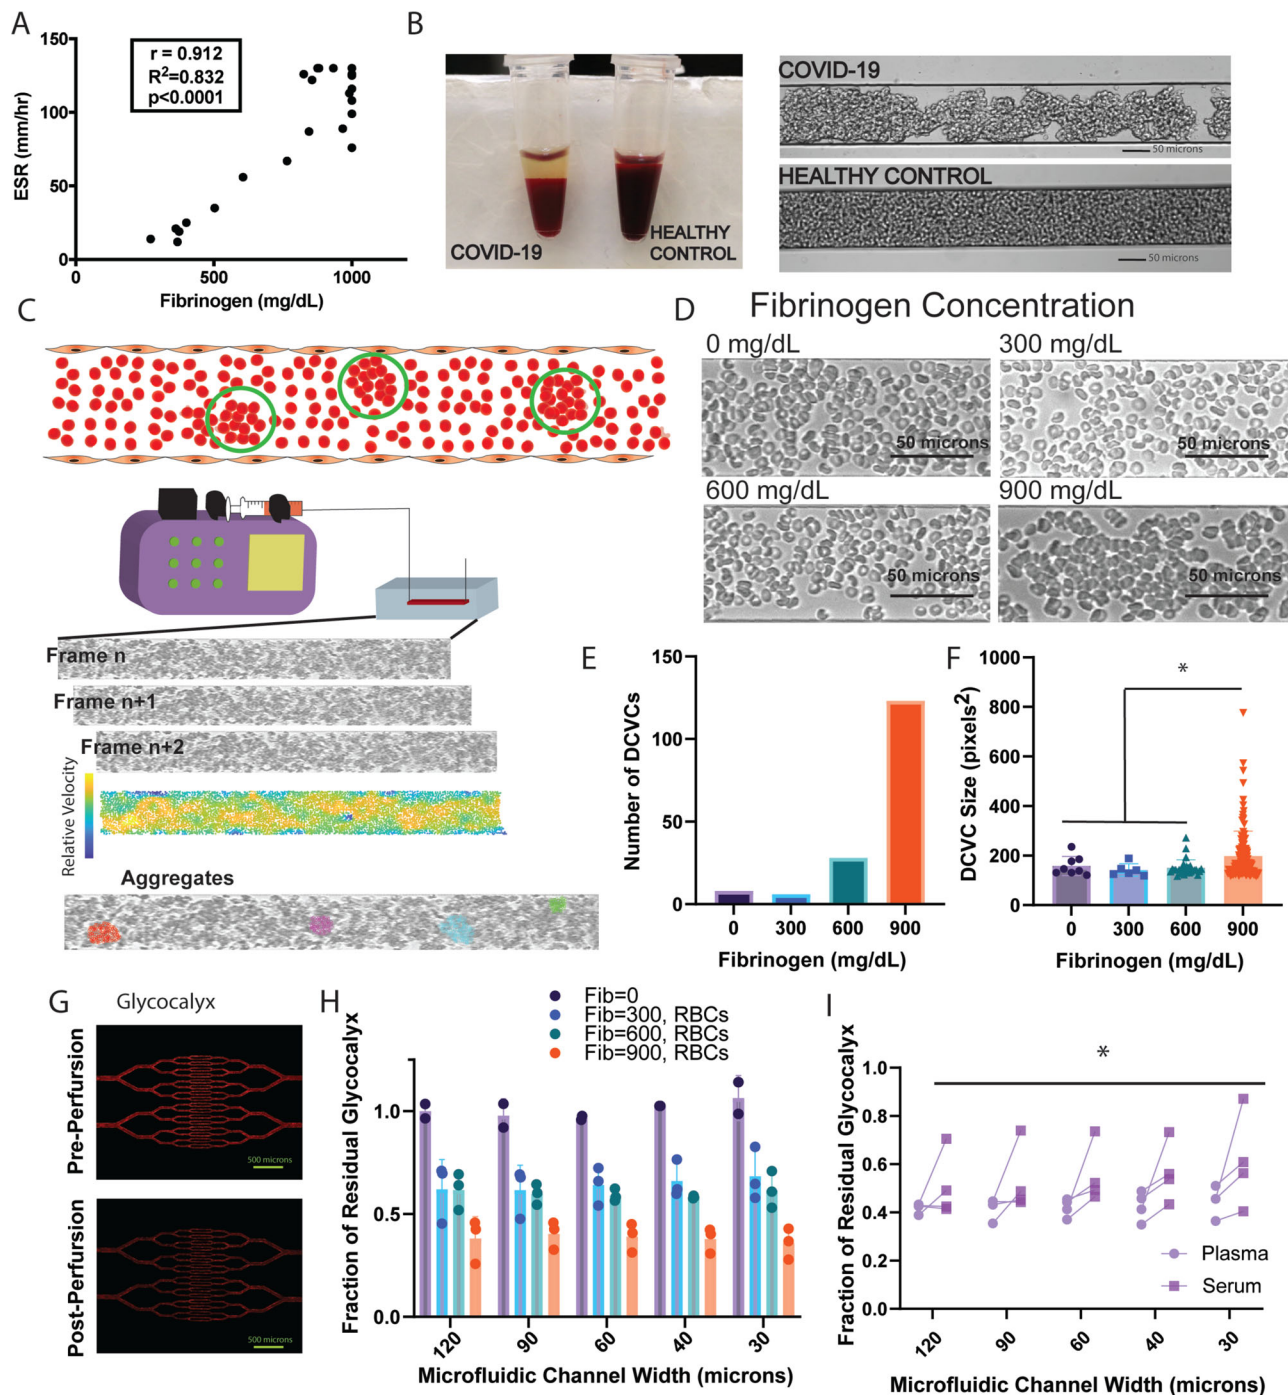 A
150
100
50
0
ESR (mm/hr)
r = 0.912
R²=0.832
p<0.0001
0
500
1000
Fibrinogen (mg/dL)
B
COVID-19
HEALTHY
CONTROL
COVID-19
50 microns
HEALTHY CONTROL
50 microns
C
Frame n
Frame n+1
Frame n+2
Relative Velocity
Aggregates
D
Fibrinogen Concentration
0 mg/dL
300 mg/dL
50 microns
50 microns
600 mg/dL
900 mg/dL
50 microns
50 microns
E
150
100
50
0
Number of DCVCs
0
300
600
900
Fibrinogen (mg/dL)
F
1000
800
600
400
200
0
DCVC Size (pixels²)
*
0
300
600
900
Fibrinogen (mg/dL)
G
Glycocalyx
Pre-Perfursion
500 microns
Post-Perfursion
500 microns
H
Fib=0
Fib=300, RBCs
Fib=600, RBCs
Fib=900, RBCs
1.0
0.5
0.0
Fraction of Residual Glycocalyx
120
90
60
40
30
Microfluidic Channel Width (microns)
I
1.0
0.8
0.6
0.4
0.2
0.0
Fraction of Residual Glycocalyx
*
Plasma
Serum
120
90
60
40
30
Microfluidic Channel Width (microns)